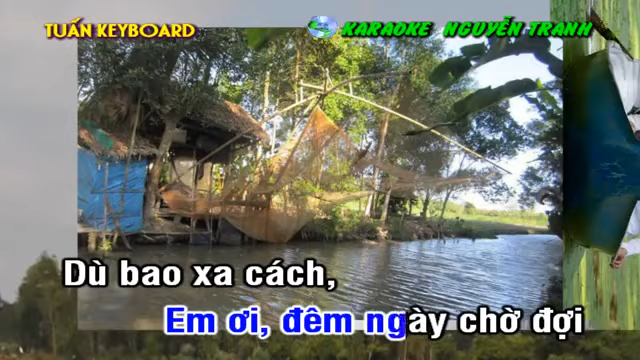 TUẤN KEYBOARD
KARAOKE NGUYỄN TRANH
Dù bao xa cách,
Em ơi, đêm ngày chờ đợi